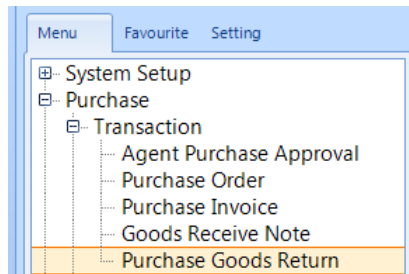 Menu Favourite Setting
System Setup
Purchase
Transaction
Agent Purchase Approval
Purchase Order
Purchase Invoice
Goods Receive Note
Purchase Goods Return